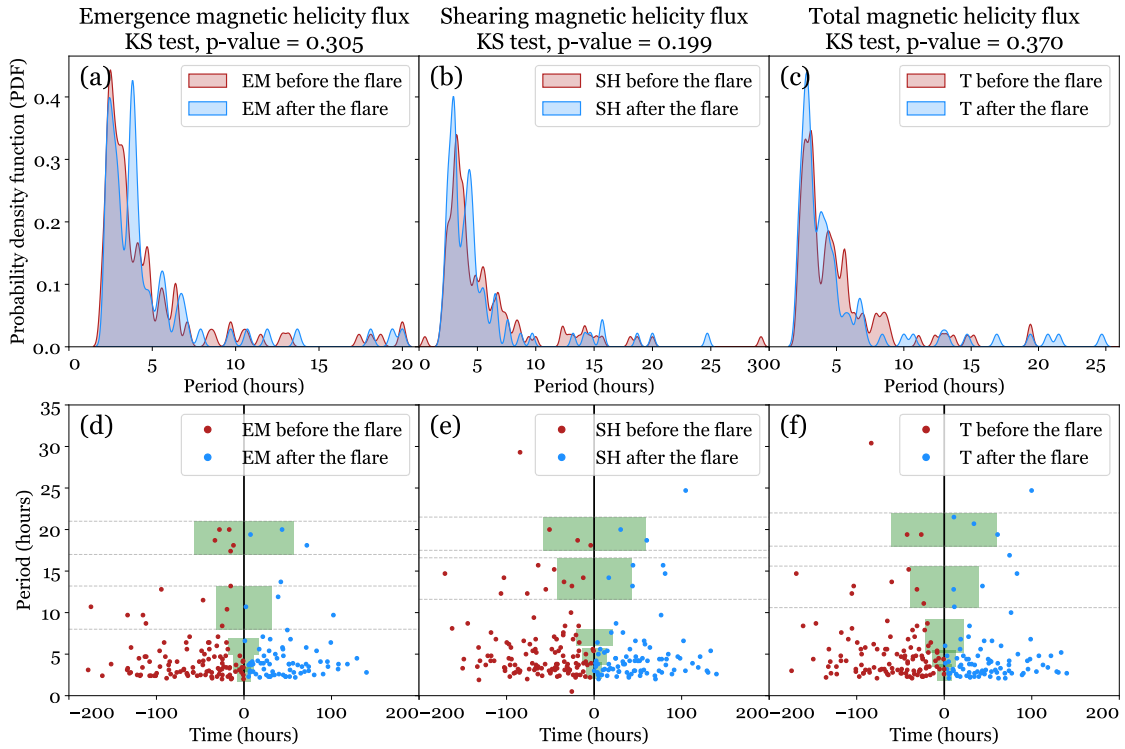 Emergence magnetic helicity flux
KS test, p-value = 0.305
Shearing magnetic helicity flux
KS test, p-value = 0.199
Total magnetic helicity flux
KS test, p-value = 0.370
Probability density function (PDF)
0.4
0.3
0.2
0.1
0.0
(a)
EM before the flare
EM after the flare
0 5 10 15 20
Period (hours)
(b)
SH before the flare
SH after the flare
0 5 10 15 20 25 30
Period (hours)
(c)
T before the flare
T after the flare
0 5 10 15 20 25
Period (hours)
Period (hours)
35
30
25
20
15
10
5
0
(d)
EM before the flare
EM after the flare
−200 −100 0 100 200
Time (hours)
(e)
SH before the flare
SH after the flare
−200 −100 0 100 200
Time (hours)
(f)
T before the flare
T after the flare
−200 −100 0 100 200
Time (hours)